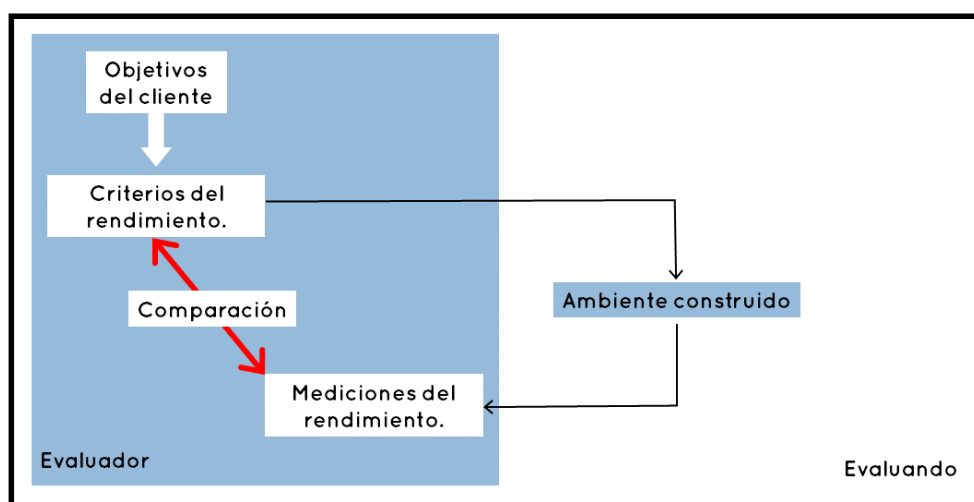 Objetivos
del cliente
Criterios del
rendimiento.
Comparación
Ambiente construido
Mediciones del
rendimiento.
Evaluador
Evaluando